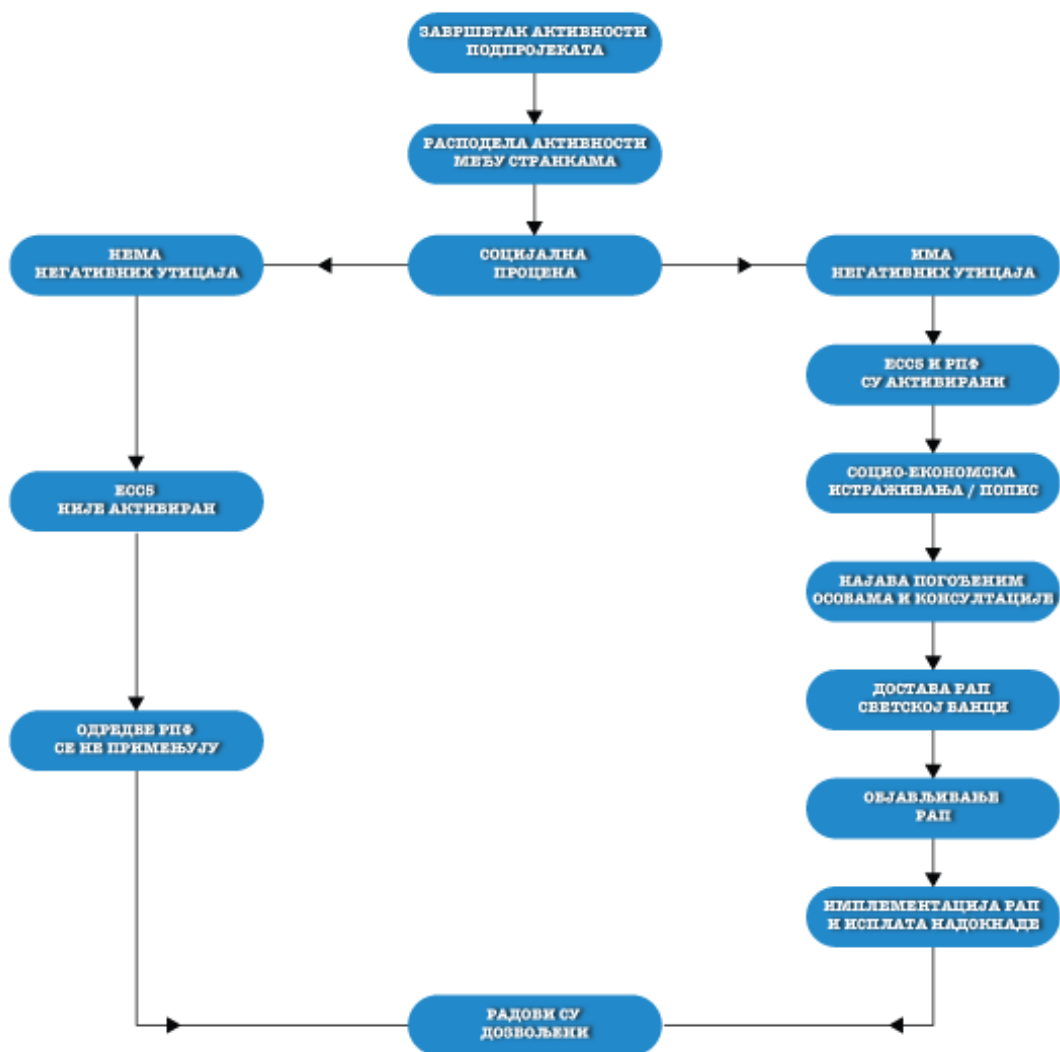 ЗАВРШЕТАК АКТИВНОСТИ
ПОДПРОЈЕКАТА
РАСПОДЕЛА АКТИВНОСТИ
МЕЂУ СТРАНКАМА
НЕМА
НЕГАТИВНИХ УТИЦАЈА
СОЦИЈАЛНА
ПРОЦЕНА
ИМА
НЕГАТИВНИХ УТИЦАЈА
ЕСС5 И РПФ
СУ АКТИВИРАНИ
ЕСС5
НИЈЕ АКТИВИРАН
СОЦИО-ЕКОНОМСКА
ИСТРАЖИВАЊА / ПОПИС
НАЈАВА ПОГОЂЕНИМ
ОСОБАМА И КОНСУЛТАЦИЈЕ
ОДРЕДБЕ РПФ
СЕ НЕ ПРИМЕЊУЈУ
ДОСТАВА РАП
СВЕТСКОЈ БАНЦИ
ОБЈАВЉИВАЊЕ
РАП
ИМПЛЕМЕНТАЦИЈА РАП
И ИСПЛАТА НАДОКНАДЕ
РАДОВИ СУ
ДОЗВОЉЕНИ